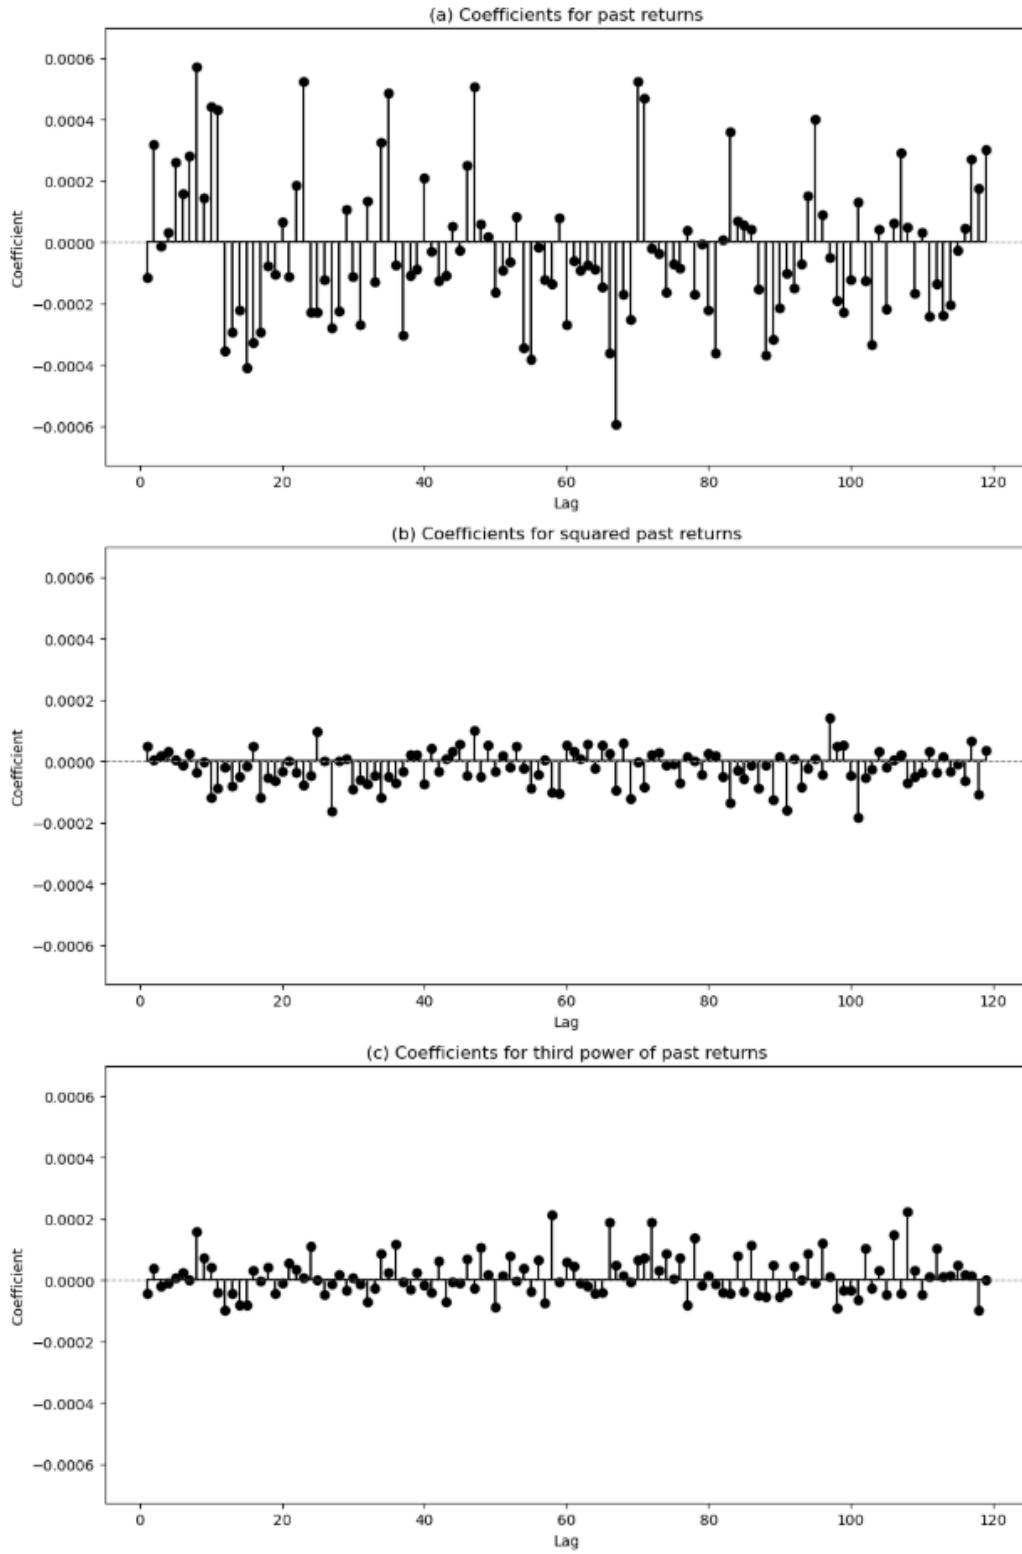 (a) Coefficients for past returns
0.0006
0.0004
0.0002
0.0000
−0.0002
−0.0004
−0.0006
Coefficient
0 20 40 60 80 100 120
Lag
(b) Coefficients for squared past returns
0.0006
0.0004
0.0002
0.0000
−0.0002
−0.0004
−0.0006
Coefficient
0 20 40 60 80 100 120
Lag
(c) Coefficients for third power of past returns
0.0006
0.0004
0.0002
0.0000
−0.0002
−0.0004
−0.0006
Coefficient
0 20 40 60 80 100 120
Lag